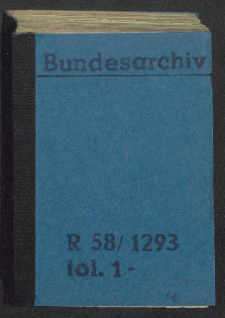 Bundesarchiv
R 58/1293
fol. 1-